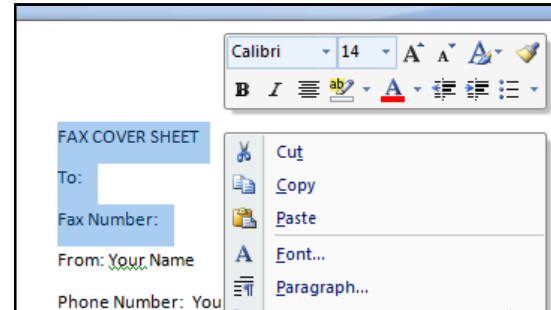 Calibri 14
B I
FAX COVER SHEET
Cut
To:
Copy
Fax Number:
Paste
From: Your Name
Font...
Phone Number: You
Paragraph...